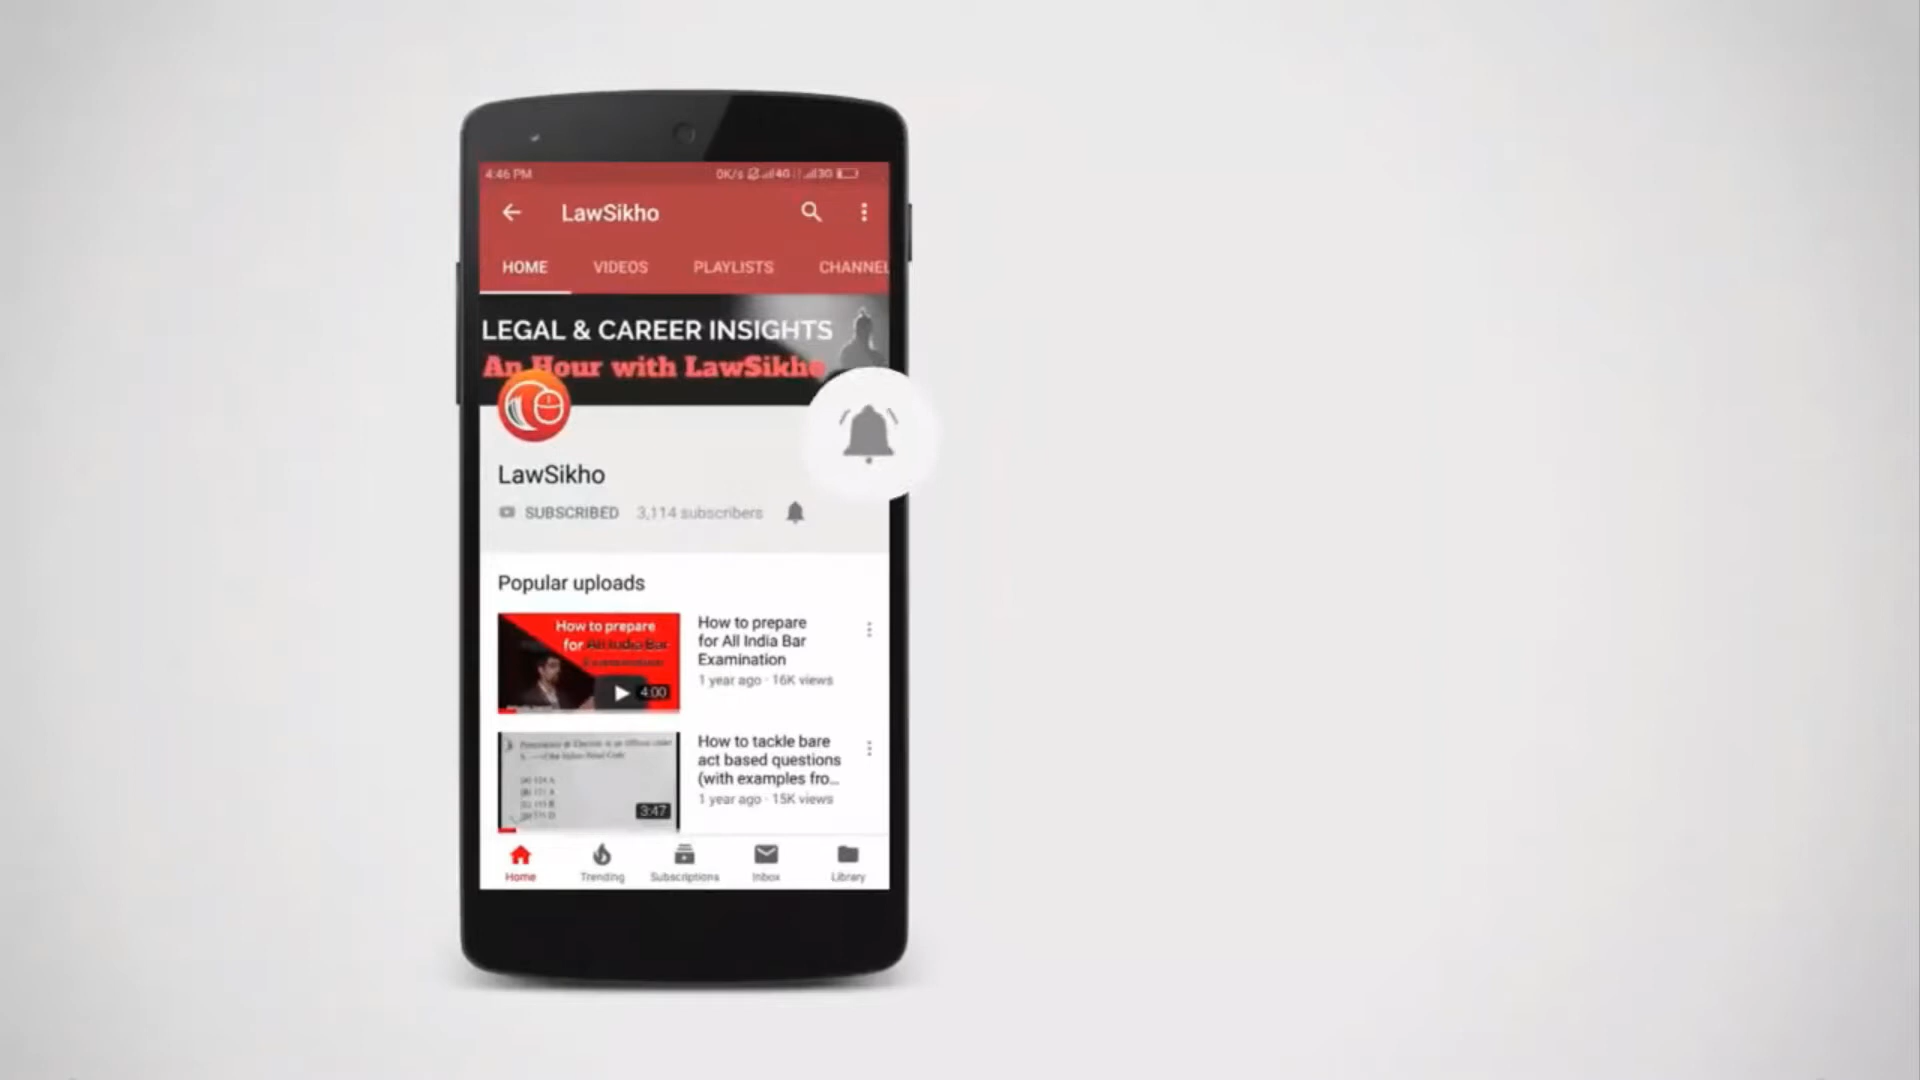 4:46 PM 0K/s 4G 3G
LawSikho
HOME VIDEOS PLAYLISTS CHANNEL
LEGAL & CAREER INSIGHTS
An Hour with LawSikho
LawSikho
SUBSCRIBED 3,114 subscribers
Popular uploads
How to prepare
for All India Bar
4:00
How to prepare
for All India Bar
Examination
1 year ago · 16K views
3:47
How to tackle bare
act based questions
(with examples fro...
1 year ago · 15K views
Home Trending Subscriptions Inbox Library